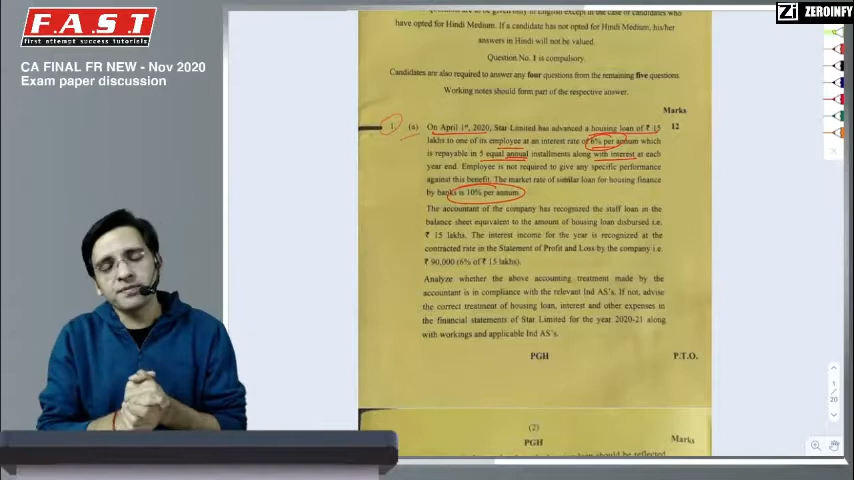 F.A.S.T
first attempt success tutorials
CA FINAL FR NEW - Nov 2020
Exam paper discussion
Zi ZEROINFY
have opted for Hindi Medium. If a candidate has not opted for Hindi Medium, his/her
answers in Hindi will not be valued.
Question No. 1 is compulsory.
Candidates are also required to answer any four questions from the remaining five questions.
Working notes should form part of the respective answer.
Marks
1. (a) On April 1st, 2020, Star Limited has advanced a housing loan of ₹ 15 12
lakhs to one of its employee at an interest rate of 6% per annum which
is repayable in 5 equal annual installments along with interest at each
year end. Employee is not required to give any specific performance
against this benefit. The market rate of similar loan for housing finance
by banks is 10% per annum.
The accountant of the company has recognized the staff loan in the
balance sheet equivalent to the amount of housing loan disbursed i.e.
₹ 15 lakhs. The interest income for the year is recognized at the
contracted rate in the Statement of Profit and Loss by the company i.e.
₹ 90,000 (6% of ₹ 15 lakhs).
Analyze whether the above accounting treatment made by the
accountant is in compliance with the relevant Ind AS's. If not, advise
the correct treatment of housing loan, interest and other expenses in
the financial statements of Star Limited for the year 2020-21 along
with workings and applicable Ind AS's.
PGH P.T.O.
(2)
PGH Marks
should be reflected
1
/
20